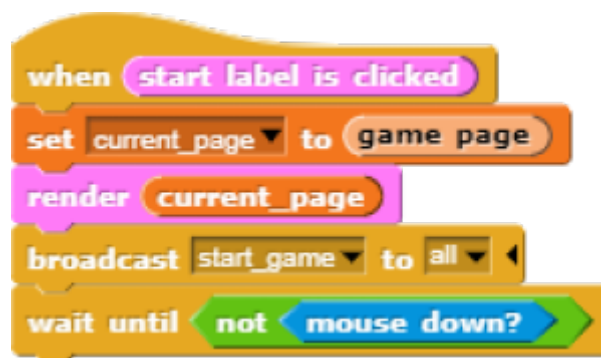 when start label is clicked
set current_page to game page
render current_page
broadcast start_game to all
wait until not mouse down?